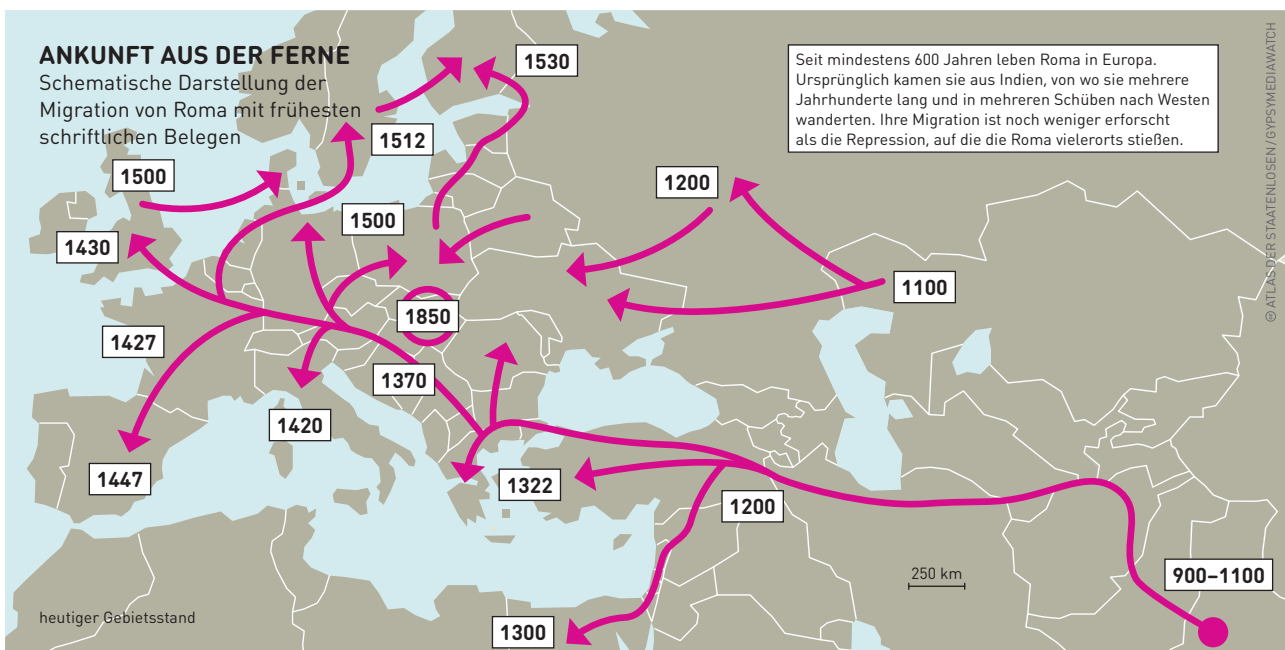 ANKUNFT AUS DER FERNE
Schematische Darstellung der
Migration von Roma mit frühesten
schriftlichen Belegen
Seit mindestens 600 Jahren leben Roma in Europa.
Ursprünglich kamen sie aus Indien, von wo sie mehrere
Jahrhunderte lang und in mehreren Schüben nach Westen
wanderten. Ihre Migration ist noch weniger erforscht
als die Repression, auf die die Roma vielerorts stießen.
1530
1512
1500
1200
1500
1430
1100
1850
1427
1370
1420
1447
1322
1200
900–1100
250 km
1300
heutiger Gebietsstand
© ATLAS DER STAATENLOSEN / GYPSYMEDIAWATCH